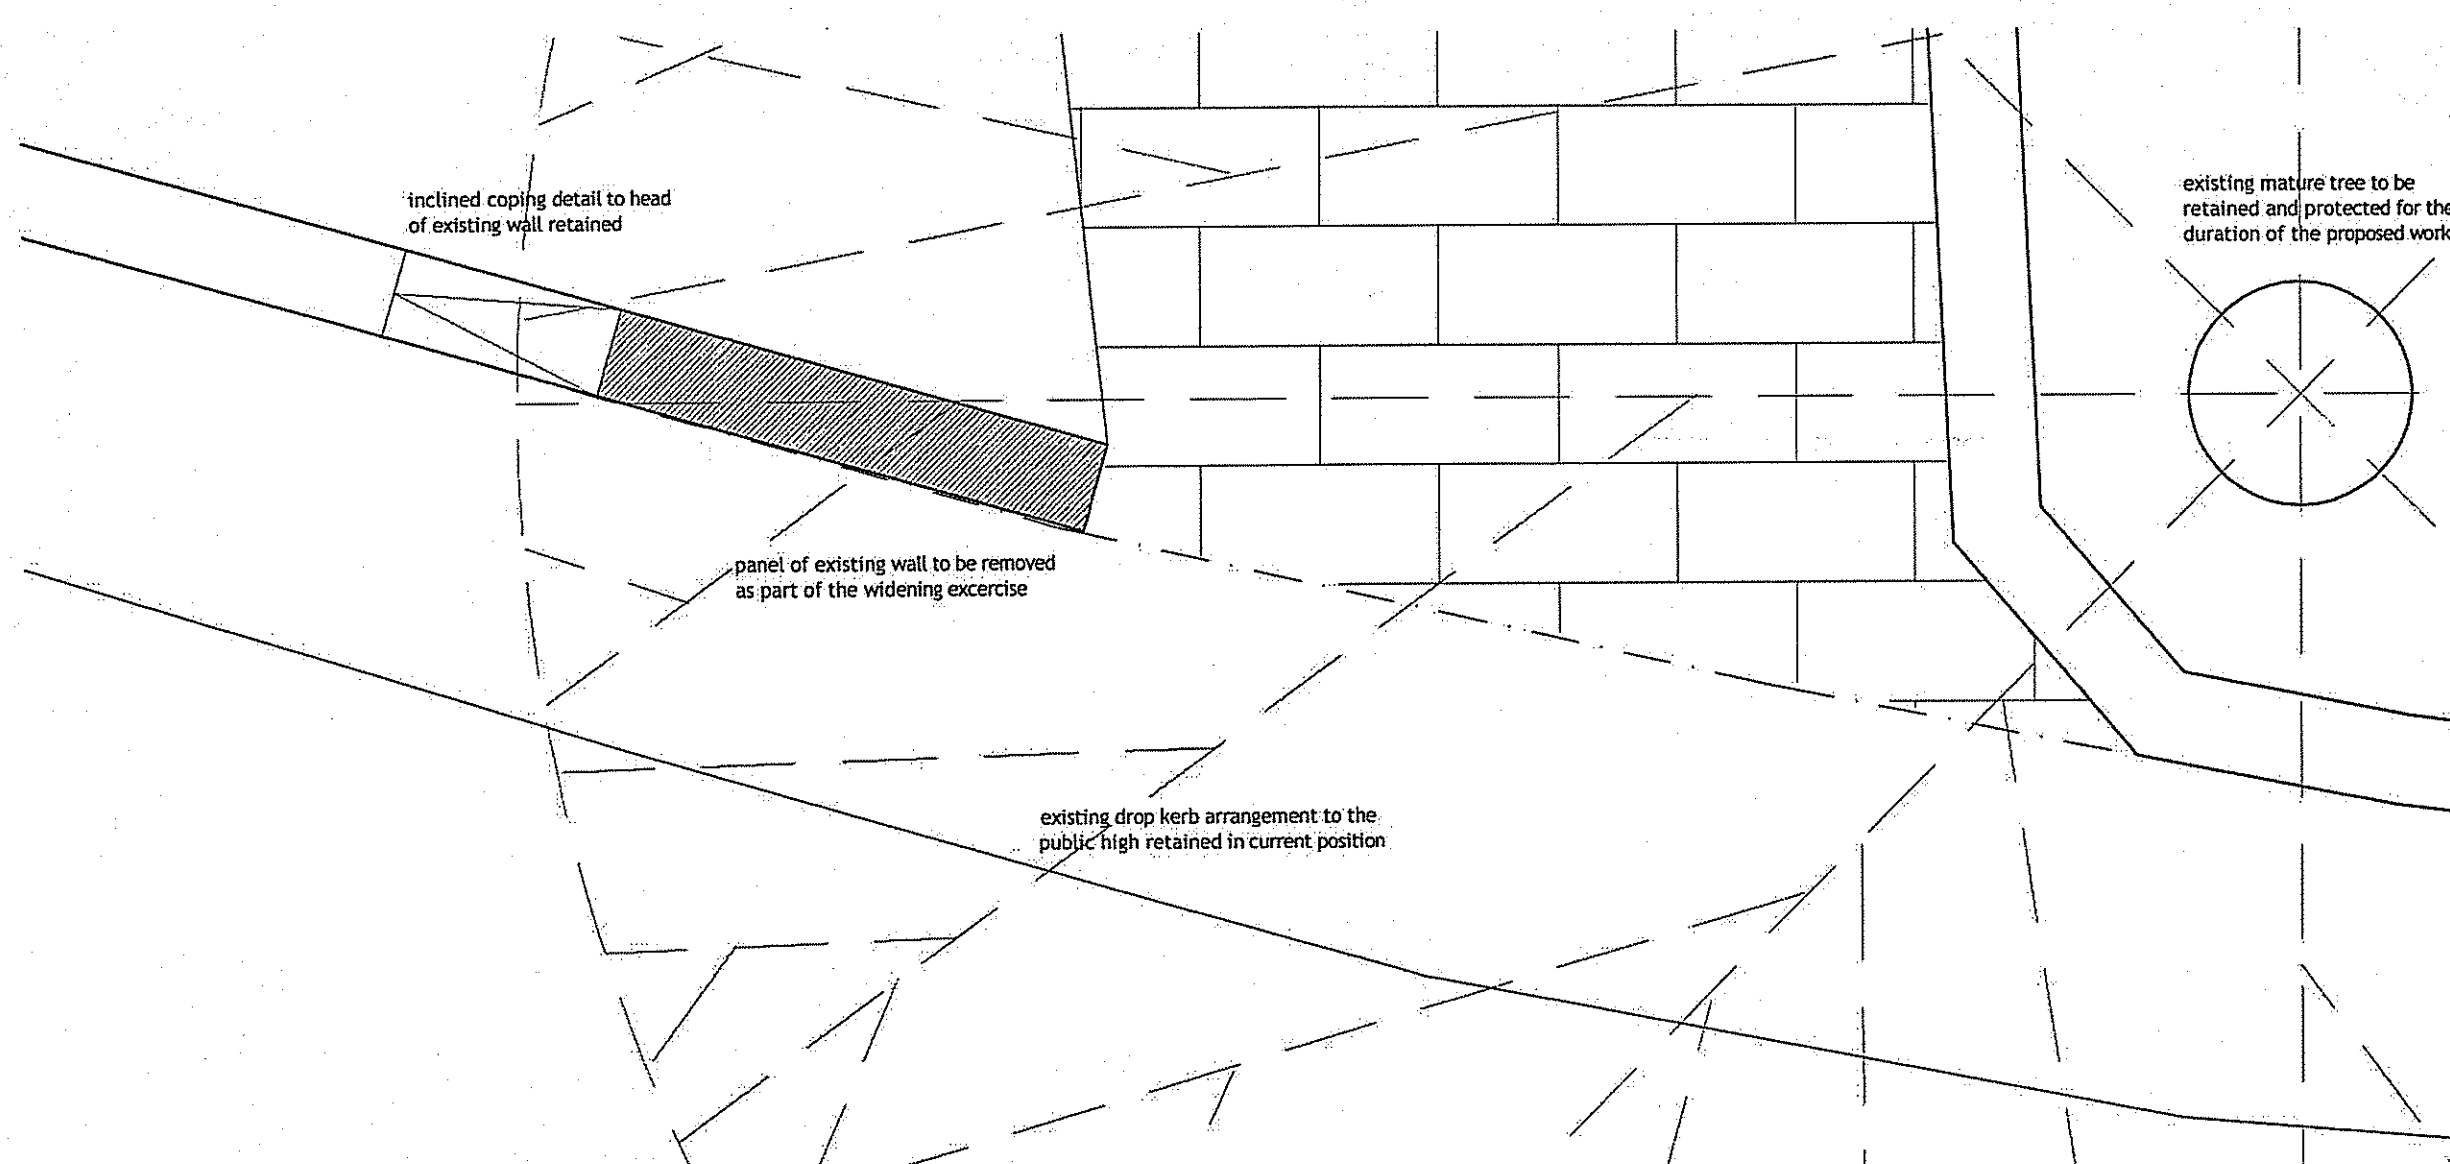 inclined coping detail to head
of existing wall retained
existing mature tree to be
retained and protected for the
duration of the proposed work
panel of existing wall to be removed
as part of the widening excercise
existing drop kerb arrangement to the
public high retained in current position